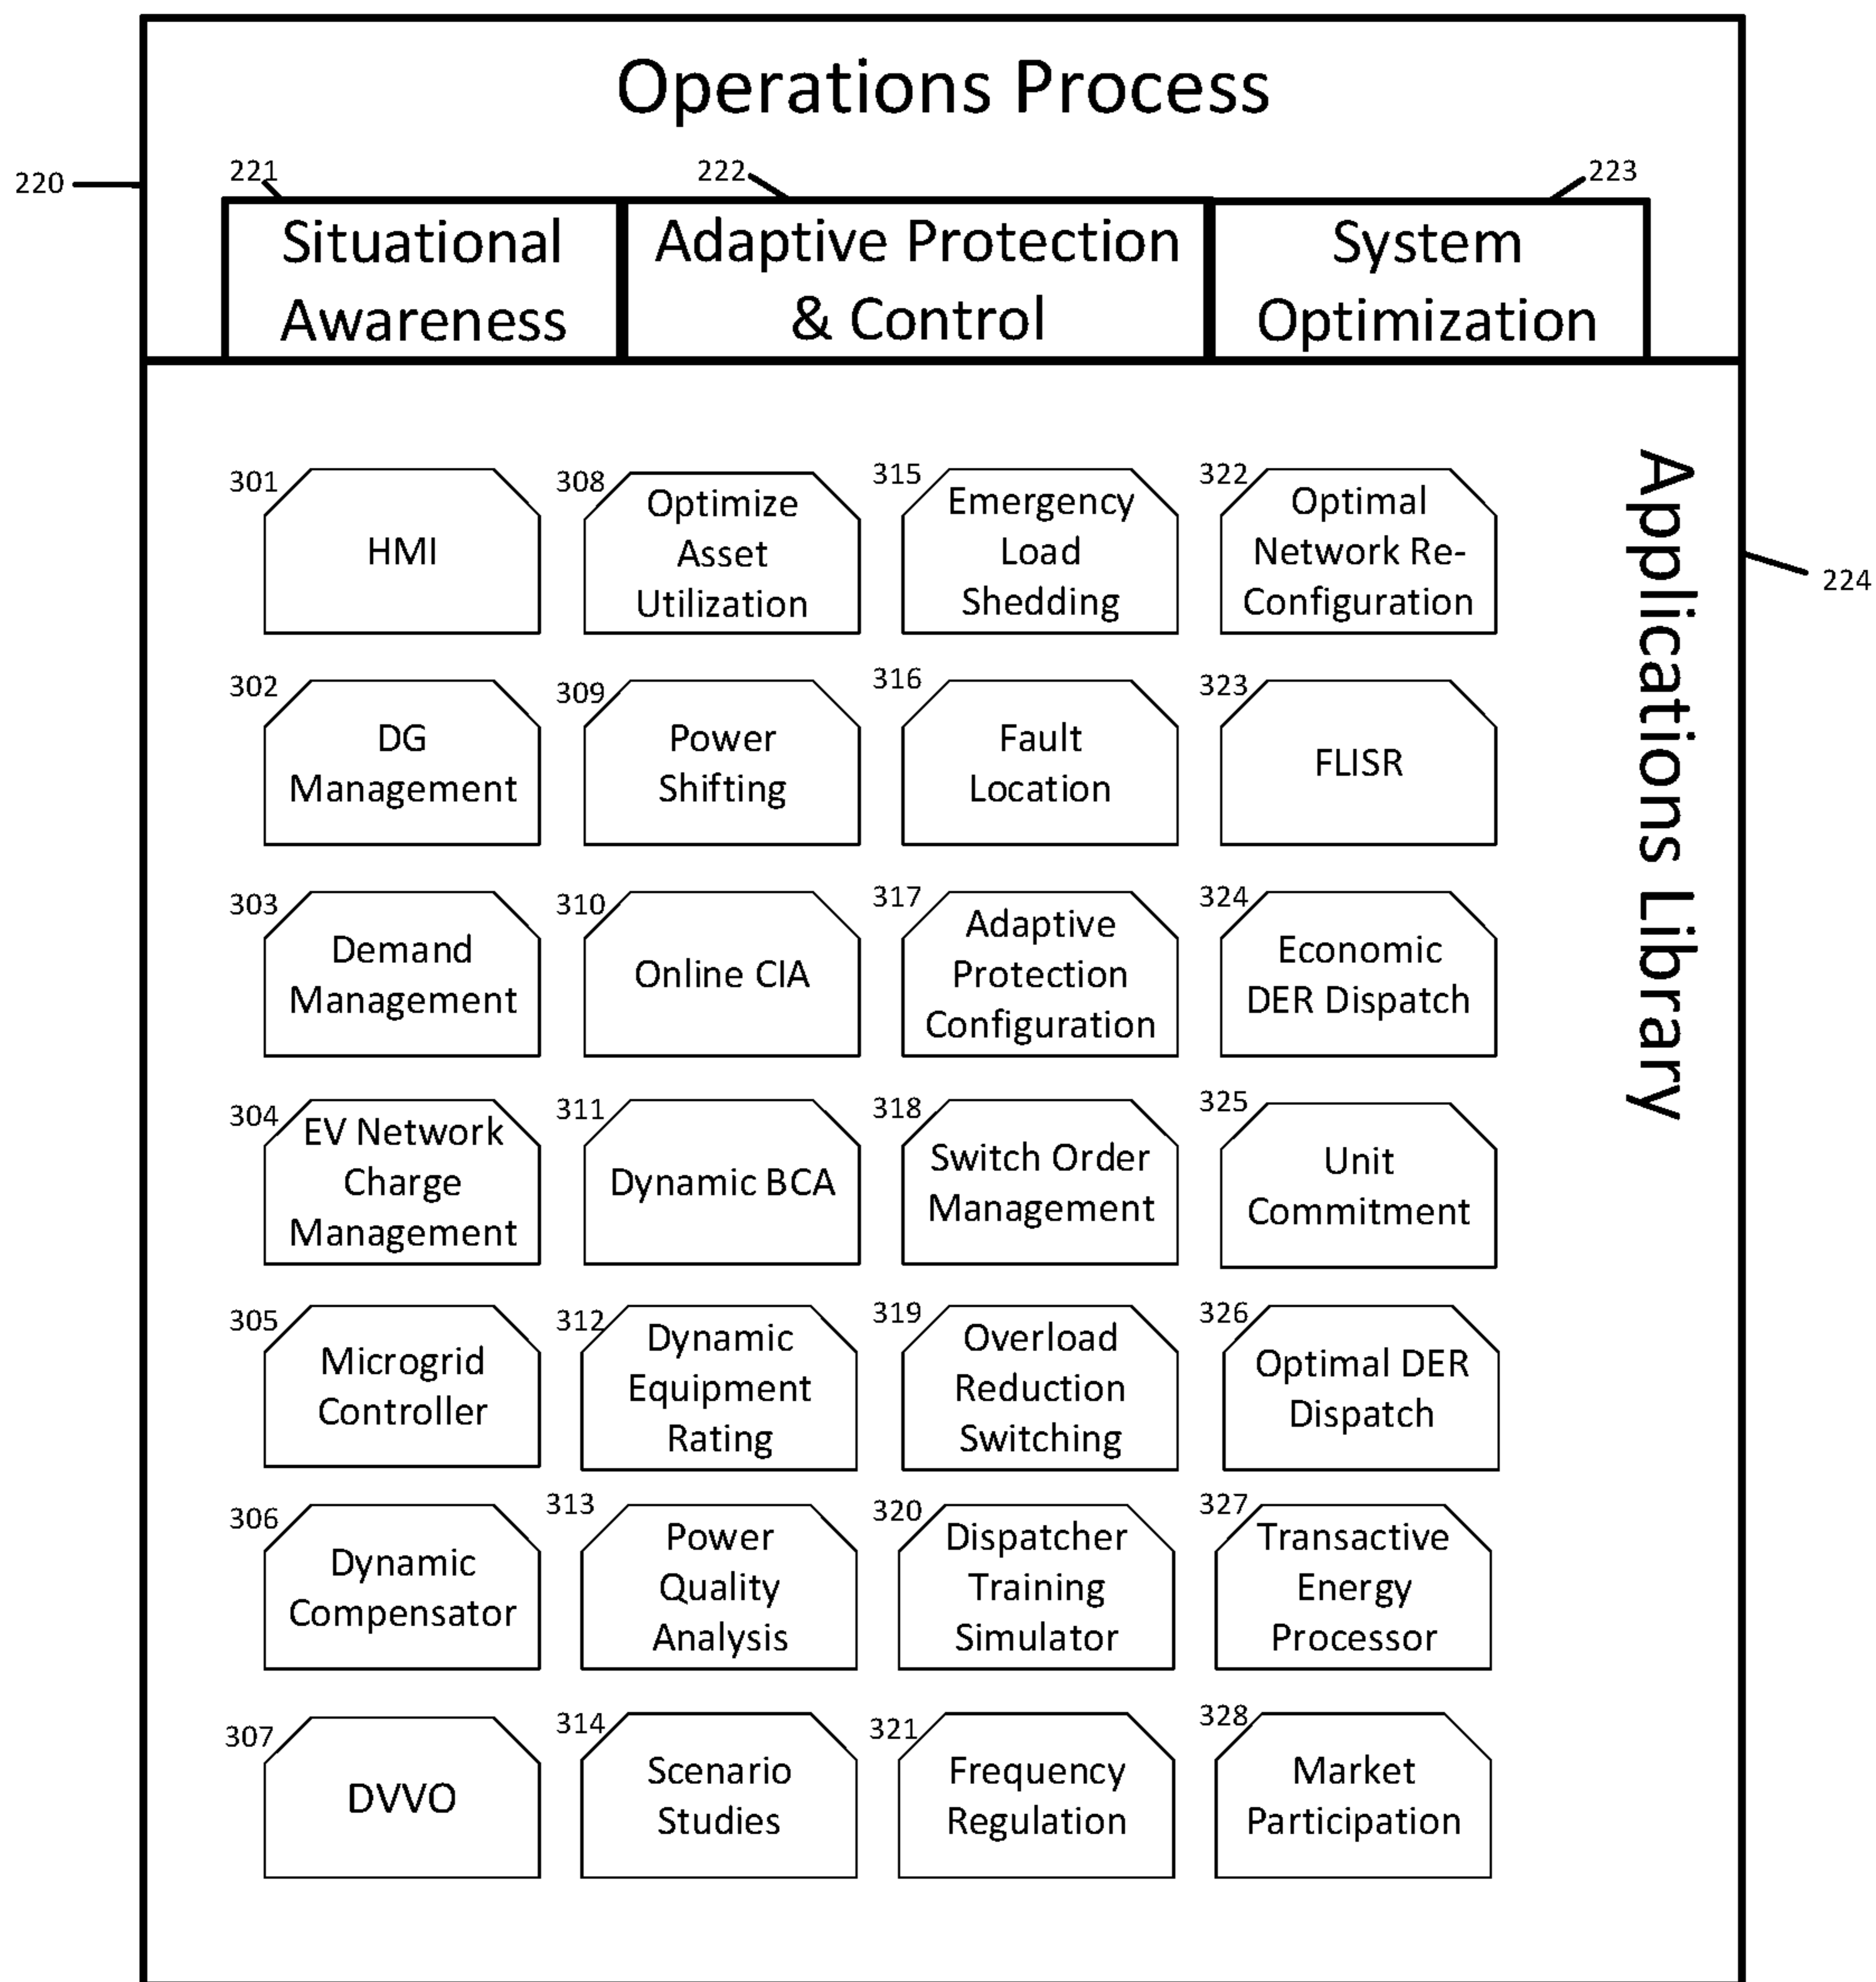 Operations Process
220
221
222
223
Situational
Awareness
Adaptive Protection
& Control
System
Optimization
Applications Library
224
301
HMI
308
Optimize
Asset
Utilization
315
Emergency
Load
Shedding
322
Optimal
Network Re-
Configuration
302
DG
Management
309
Power
Shifting
316
Fault
Location
323
FLISR
303
Demand
Management
310
Online CIA
317
Adaptive
Protection
Configuration
324
Economic
DER Dispatch
304
EV Network
Charge
Management
311
Dynamic BCA
318
Switch Order
Management
325
Unit
Commitment
305
Microgrid
Controller
312
Dynamic
Equipment
Rating
319
Overload
Reduction
Switching
326
Optimal DER
Dispatch
306
Dynamic
Compensator
313
Power
Quality
Analysis
320
Dispatcher
Training
Simulator
327
Transactive
Energy
Processor
307
DVVO
314
Scenario
Studies
321
Frequency
Regulation
328
Market
Participation